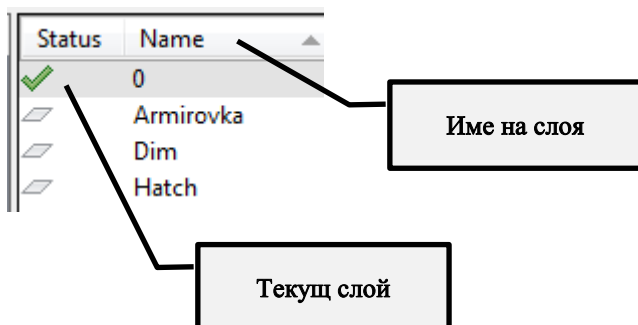 Status Name
0
Armirovka
Dim
Hatch
Име на слоя
Текущ слой